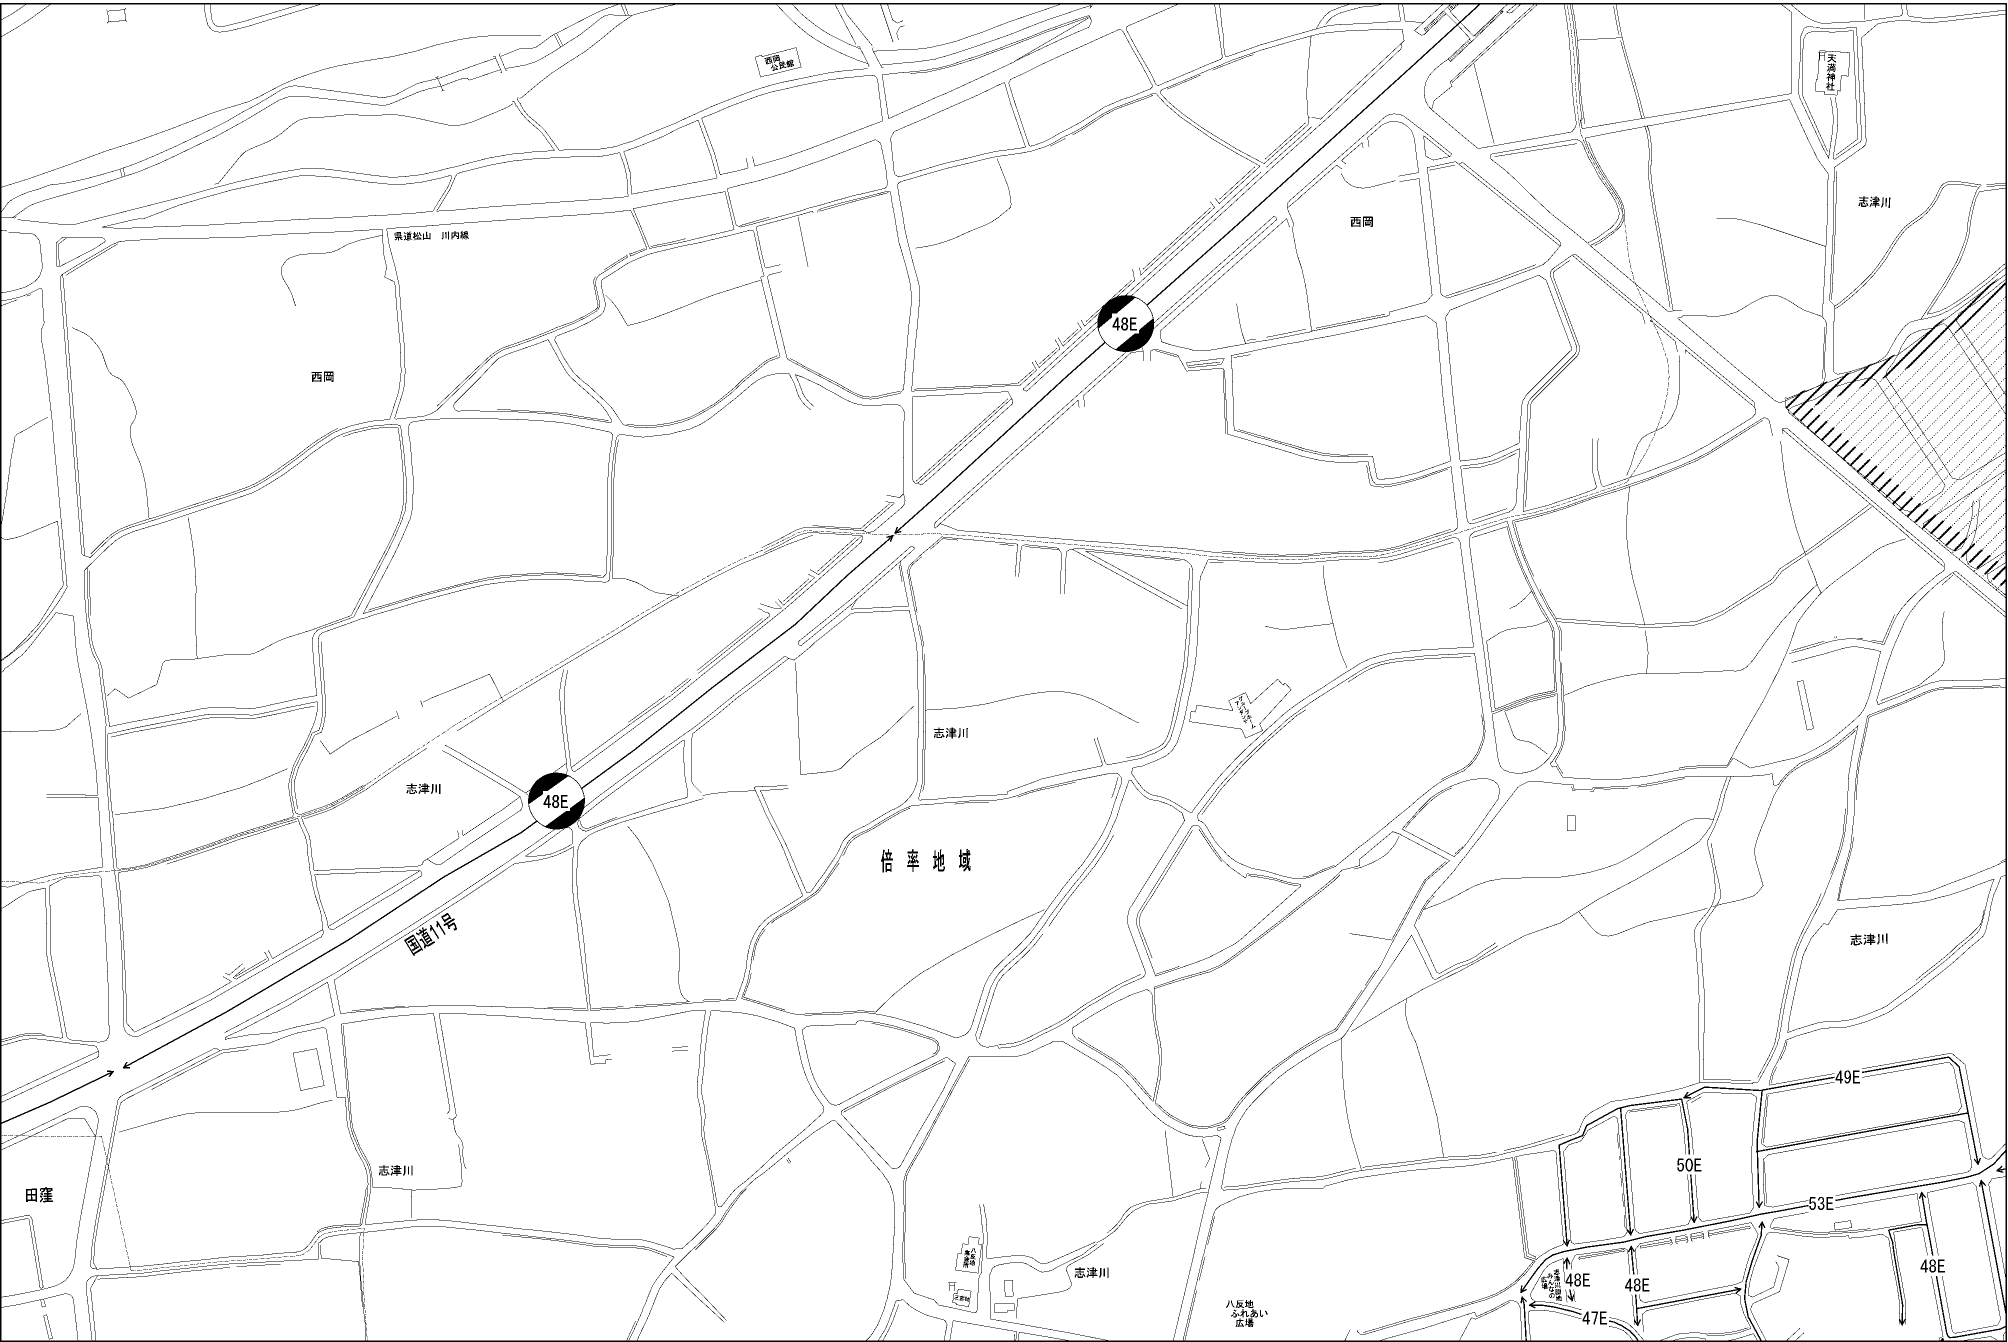 西岡
公民館
天満神社
志津川
西岡
県道松山　川内線
48E
西岡
志津川
志津川
48E
倍率地域
国道11号
志津川
49E
50E
志津川
田窪
53E
48E
志津川
48E
48E
八反地
ふれあい
広場
47E